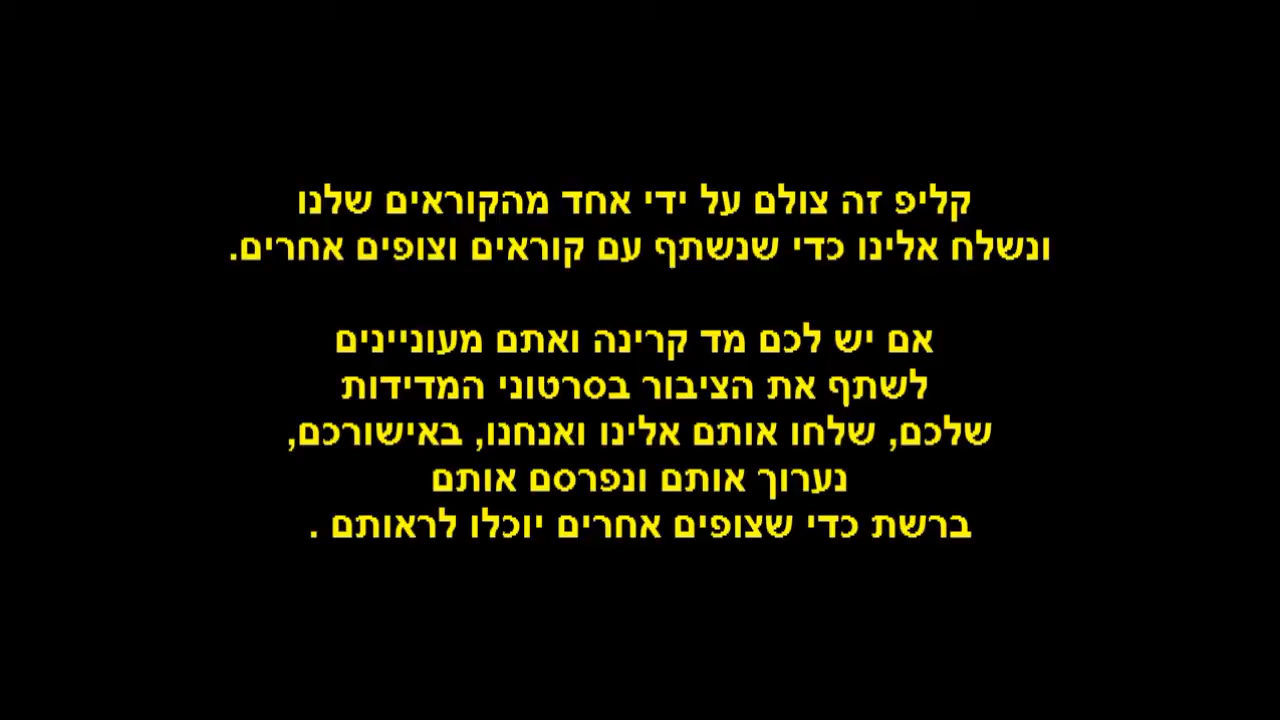 קליפ זה צולם על ידי אחד מהקוראים שלנו
ונשלח אלינו כדי שנשתף עם קוראים וצופים אחרים.
אם יש לכם מד קרינה ואתם מעוניינים
לשתף את הציבור בסרטוני המדידות
שלכם, שלחו אותם אלינו ואנחנו, באישורכם,
נערוך אותם ונפרסם אותם
ברשת כדי שצופים אחרים יוכלו לראותם .